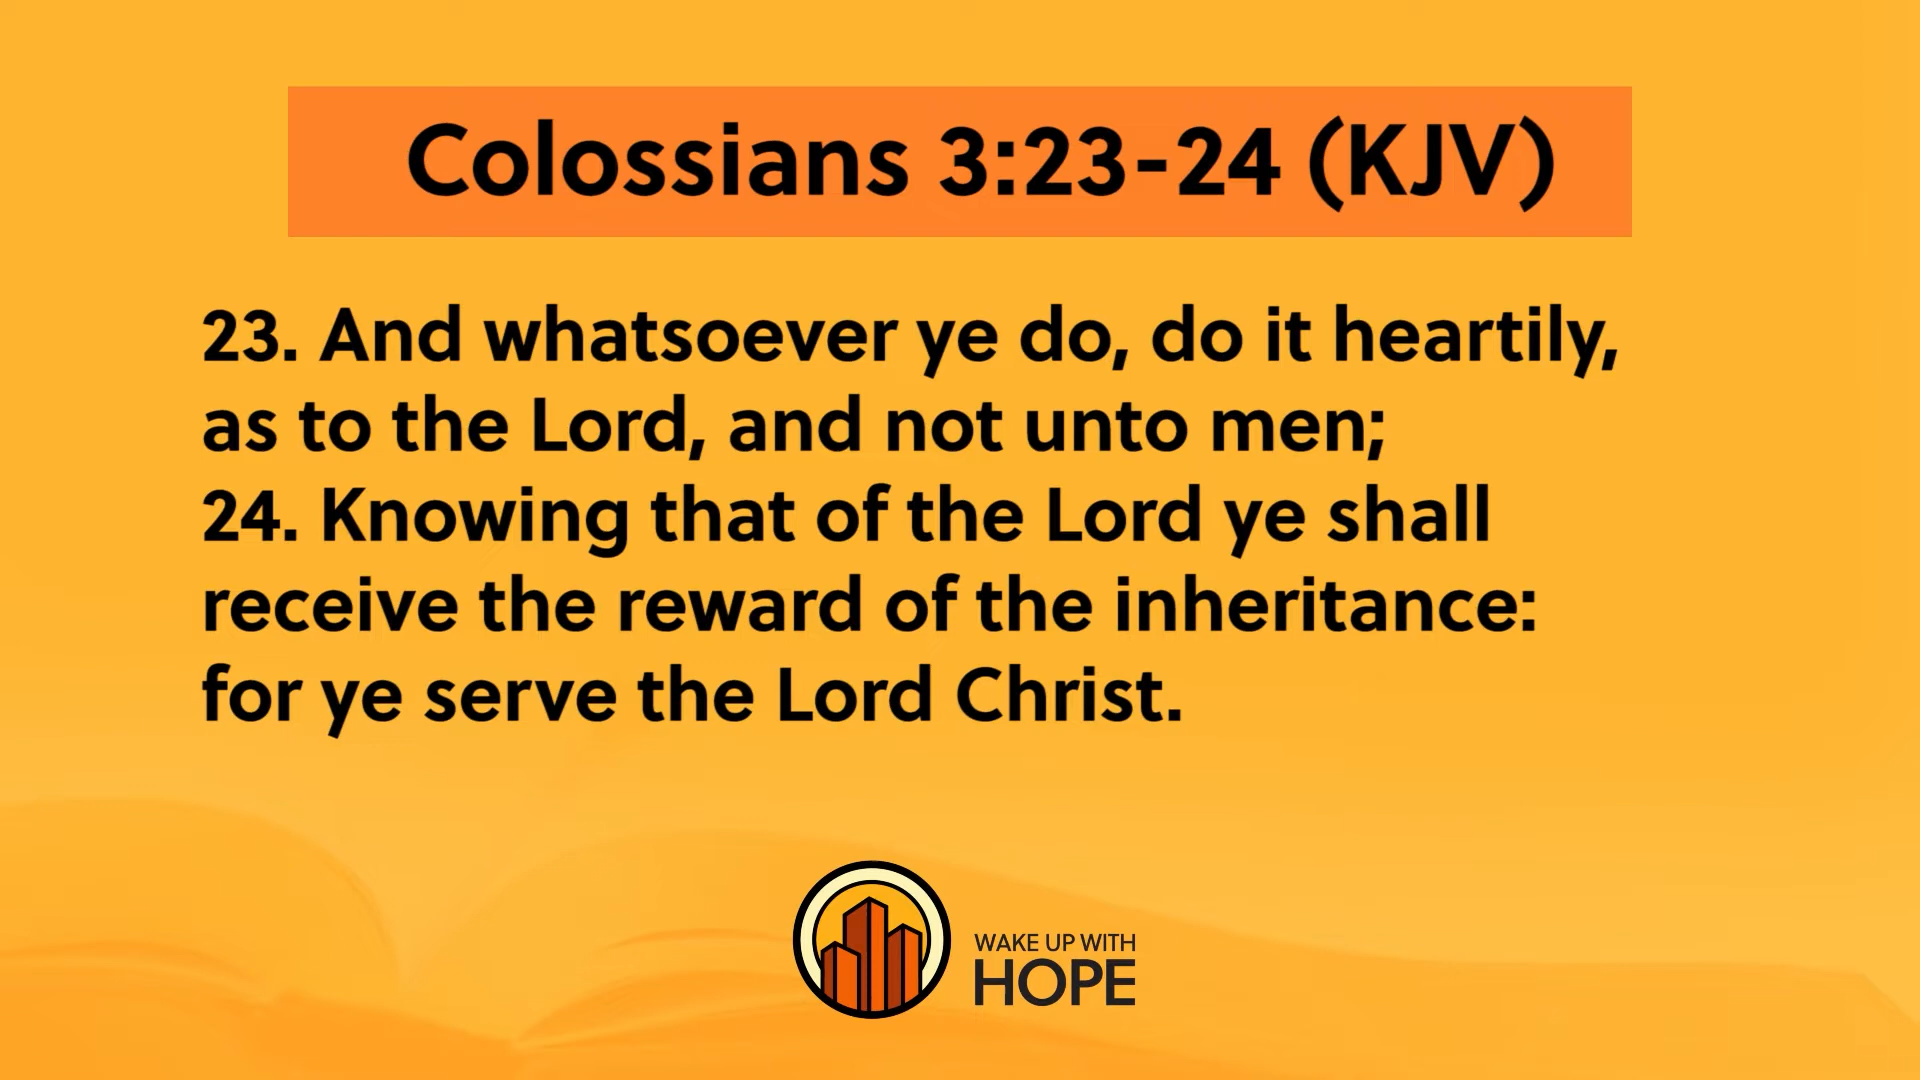 Colossians 3:23-24 (KJV)
23. And whatsoever ye do, do it heartily,
as to the Lord, and not unto men;
24. Knowing that of the Lord ye shall
receive the reward of the inheritance:
for ye serve the Lord Christ.
WAKE UP WITH
HOPE